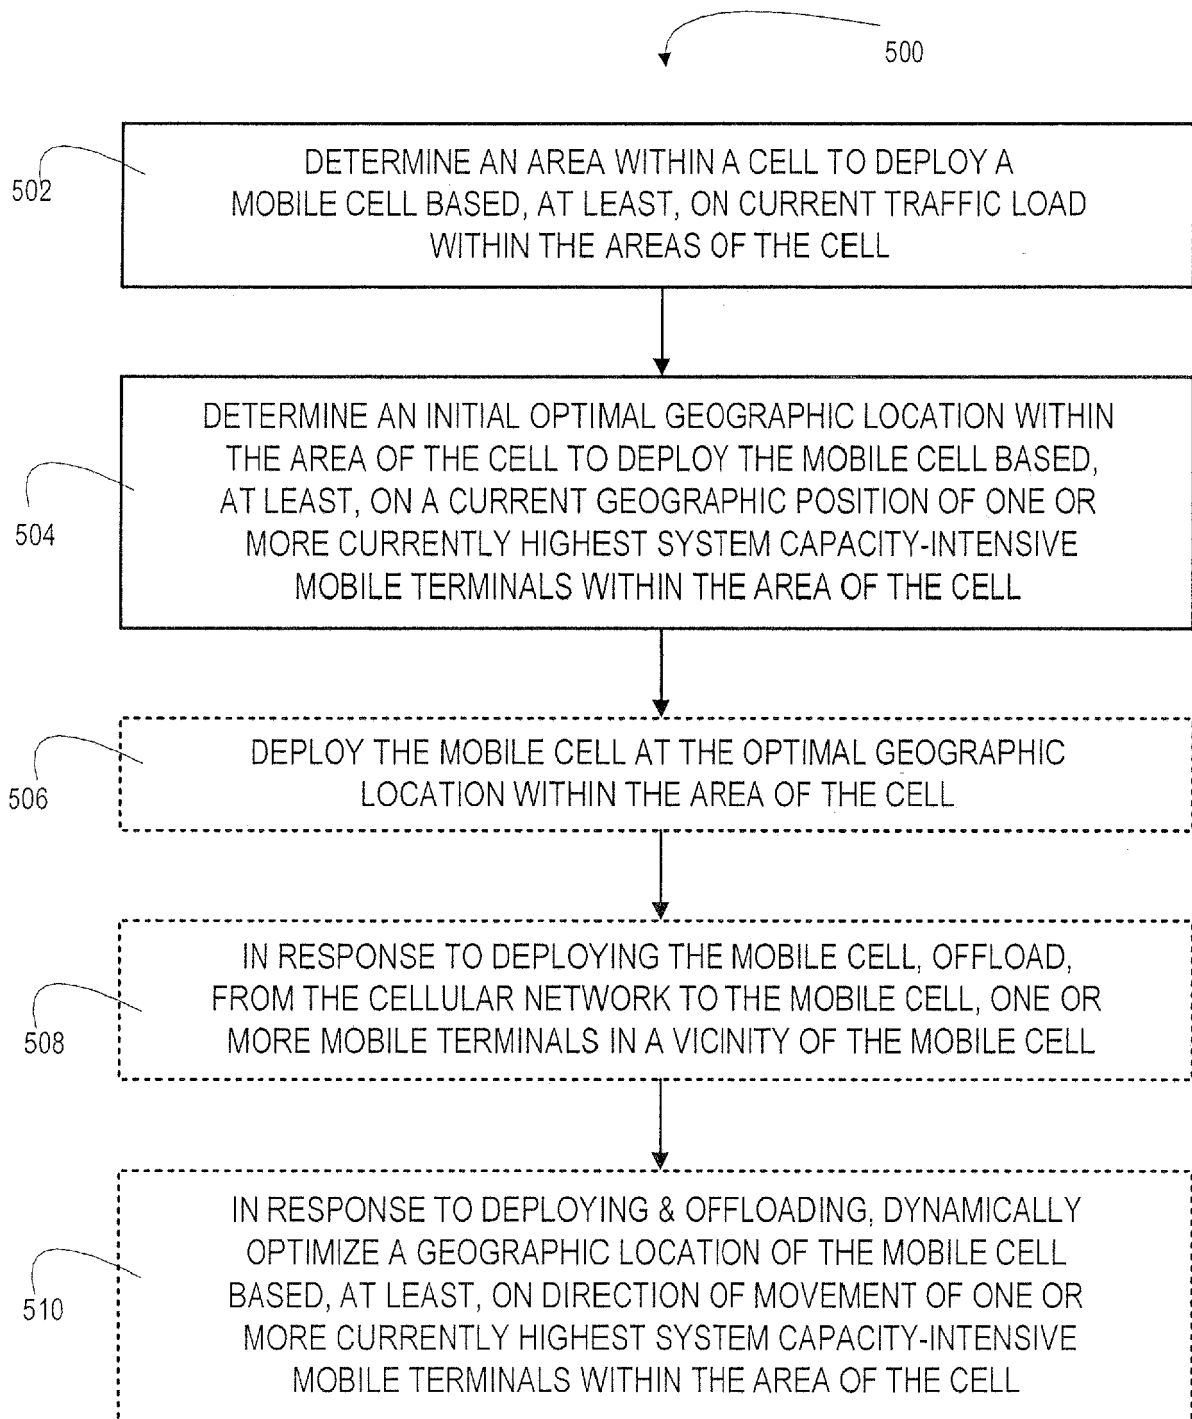 500
502
DETERMINE AN AREA WITHIN A CELL TO DEPLOY A
MOBILE CELL BASED, AT LEAST, ON CURRENT TRAFFIC LOAD
WITHIN THE AREAS OF THE CELL
504
DETERMINE AN INITIAL OPTIMAL GEOGRAPHIC LOCATION WITHIN
THE AREA OF THE CELL TO DEPLOY THE MOBILE CELL BASED,
AT LEAST, ON A CURRENT GEOGRAPHIC POSITION OF ONE OR
MORE CURRENTLY HIGHEST SYSTEM CAPACITY-INTENSIVE
MOBILE TERMINALS WITHIN THE AREA OF THE CELL
506
DEPLOY THE MOBILE CELL AT THE OPTIMAL GEOGRAPHIC
LOCATION WITHIN THE AREA OF THE CELL
508
IN RESPONSE TO DEPLOYING THE MOBILE CELL, OFFLOAD,
FROM THE CELLULAR NETWORK TO THE MOBILE CELL, ONE OR
MORE MOBILE TERMINALS IN A VICINITY OF THE MOBILE CELL
510
IN RESPONSE TO DEPLOYING & OFFLOADING, DYNAMICALLY
OPTIMIZE A GEOGRAPHIC LOCATION OF THE MOBILE CELL
BASED, AT LEAST, ON DIRECTION OF MOVEMENT OF ONE OR
MORE CURRENTLY HIGHEST SYSTEM CAPACITY-INTENSIVE
MOBILE TERMINALS WITHIN THE AREA OF THE CELL